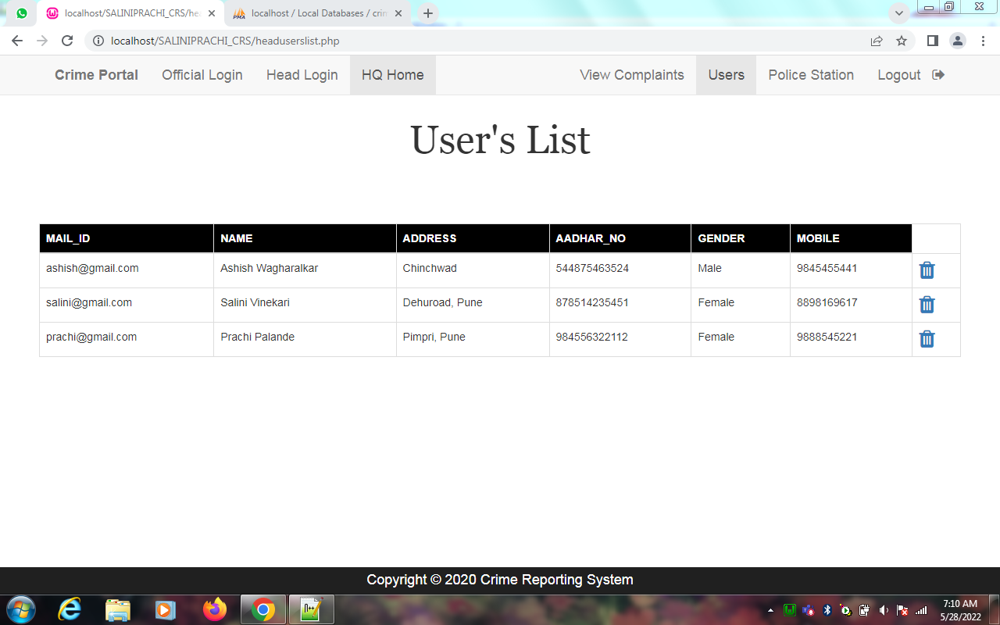 localhost/SALINIPRACHI_CRS/hea
localhost / Local Databases / crim
localhost/SALINIPRACHI_CRS/headuserslist.php
Crime Portal Official Login Head Login HQ Home View Complaints Users Police Station Logout
User's List
MAIL_ID NAME ADDRESS AADHAR_NO GENDER MOBILE
ashish@gmail.com Ashish Wagharalkar Chinchwad 544875463524 Male 9845455441
salini@gmail.com Salini Vinekari Dehuroad, Pune 878514235451 Female 8898169617
prachi@gmail.com Prachi Palande Pimpri, Pune 984556322112 Female 9888545221
Copyright © 2020 Crime Reporting System
7:10 AM
5/28/2022